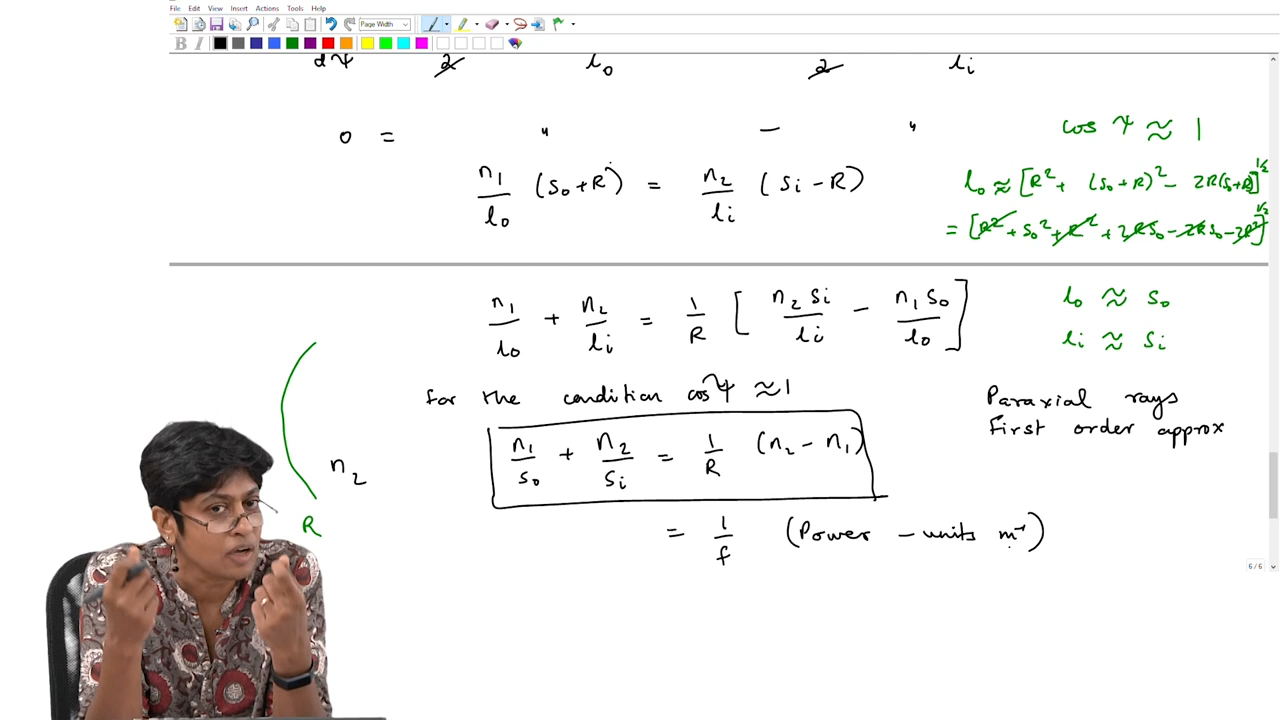 File Edit View Insert Actions Tools Help
Page Width
B I
dψ 2 l₀ 2 lᵢ
0 = " − "
cos ψ ≈ 1
n₁/l₀ (s₀+R) = n₂/lᵢ (sᵢ−R)
l₀ ≈ [R² + (s₀+R)² − 2R(s₀+R)]^1/2
= [R² + s₀² + R² + 2Rs₀ − 2Rs₀ − 2R²]^1/2
n₁/l₀ + n₂/lᵢ = 1/R [n₂sᵢ/lᵢ − n₁s₀/l₀]
l₀ ≈ s₀
lᵢ ≈ sᵢ
for the condition cos ψ ≈ 1
Paraxial rays
First order approx
n₁/s₀ + n₂/sᵢ = 1/R (n₂ − n₁)
n₂
R
= 1/f (Power − units m⁻¹)
6/6